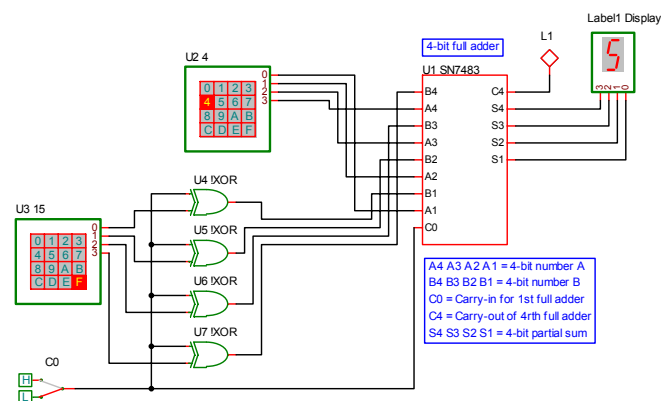 Label1 Display
L1
5
3 2 1 0
4-bit full adder
U1 SN7483
U2 4
0
1
2
3
0 1 2 3
4 5 6 7
8 9 A B
C D E F
B4
A4
B3
A3
B2
A2
B1
A1
C0
C4
S4
S3
S2
S1
U4 !XOR
U5 !XOR
U6 !XOR
U7 !XOR
U3 15
0
1
2
3
0 1 2 3
4 5 6 7
8 9 A B
C D E F
A4 A3 A2 A1 = 4-bit number A
B4 B3 B2 B1 = 4-bit number B
C0 = Carry-in for 1st full adder
C4 = Carry-out of 4rth full adder
S4 S3 S2 S1 = 4-bit partial sum
C0
H
L